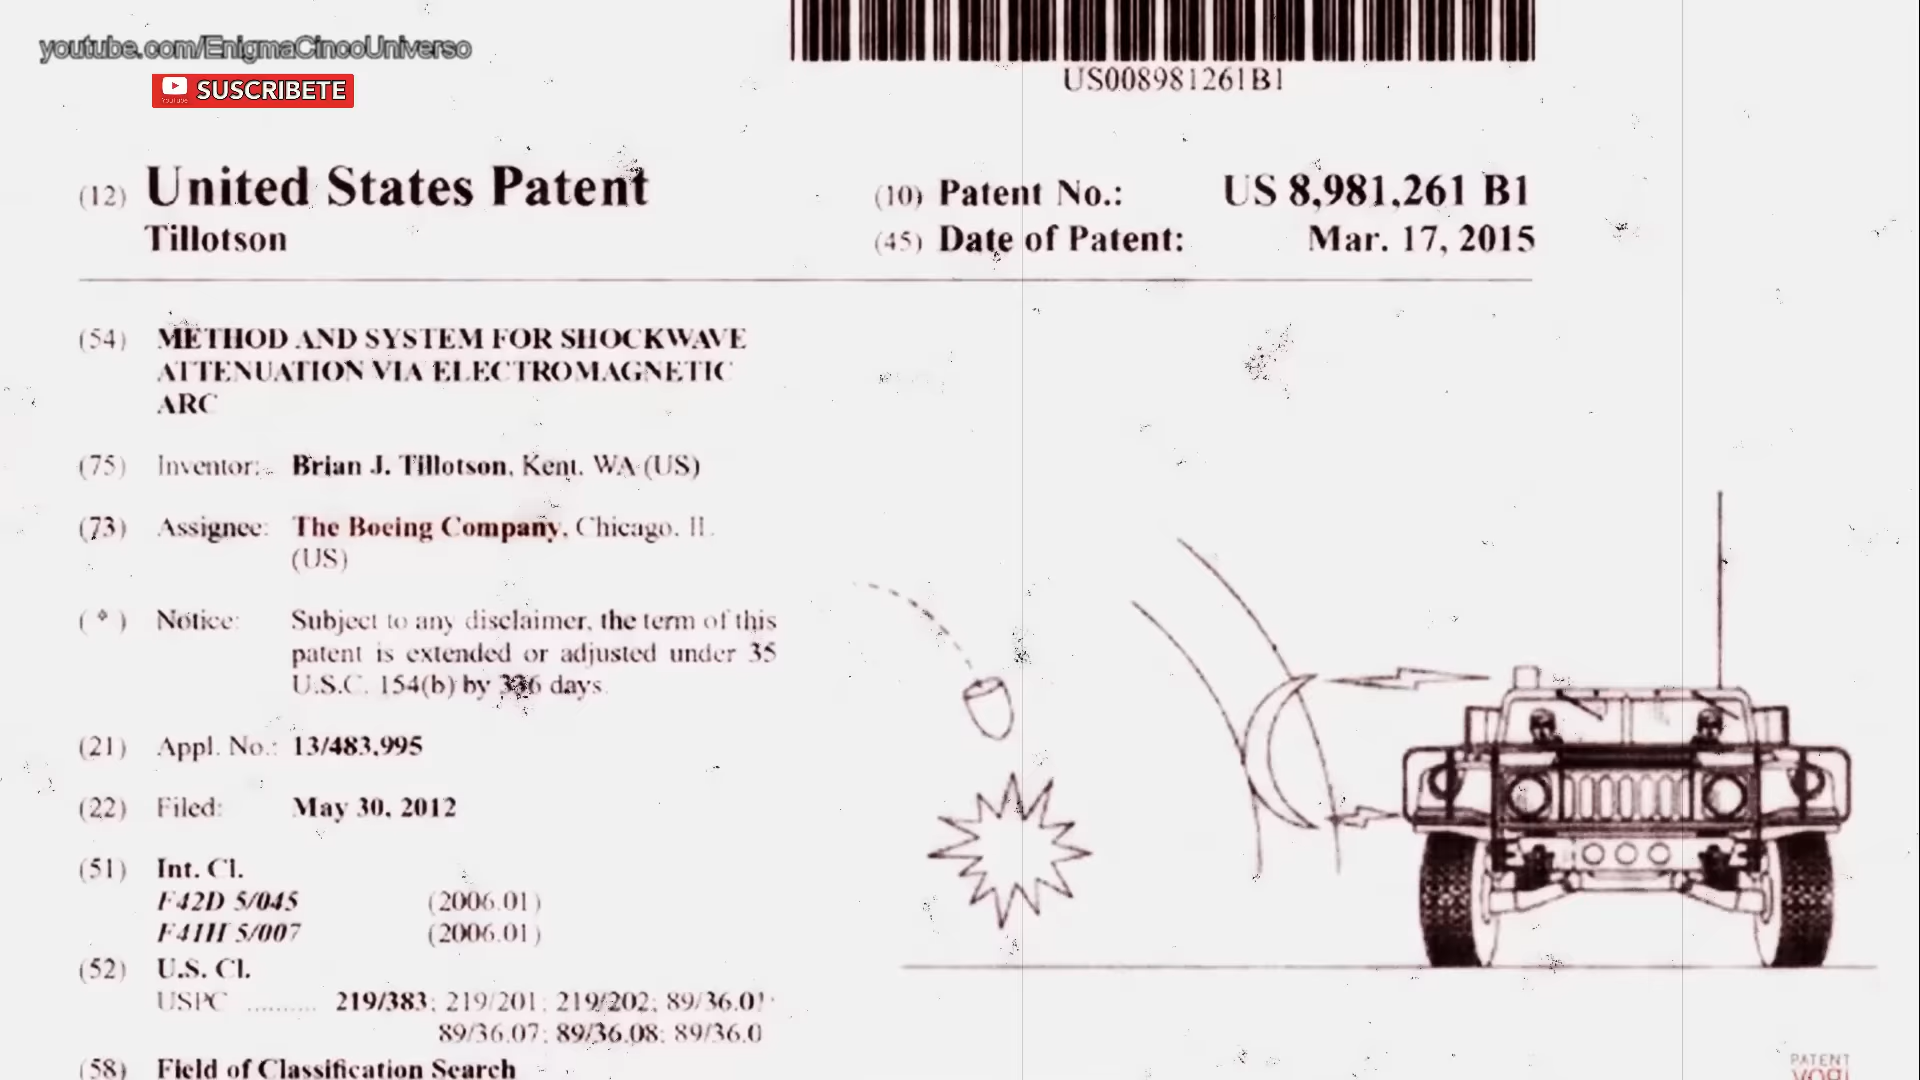 youtube.com/EnigmaCincoUniverso
SUSCRIBETE
US008981261B1
(12) United States Patent
Tillotson
(10) Patent No.: US 8,981,261 B1
(45) Date of Patent: Mar. 17, 2015
(54) METHOD AND SYSTEM FOR SHOCKWAVE
ATTENUATION VIA ELECTROMAGNETIC
ARC
(75) Inventor: Brian J. Tillotson, Kent, WA (US)
(73) Assignee: The Boeing Company, Chicago, IL
(US)
( * ) Notice: Subject to any disclaimer, the term of this
patent is extended or adjusted under 35
U.S.C. 154(b) by 336 days.
(21) Appl. No.: 13/483,995
(22) Filed: May 30, 2012
(51) Int. Cl.
F42D 5/045 (2006.01)
F41H 5/007 (2006.01)
(52) U.S. Cl.
USPC .......... 219/383; 219/201; 219/202; 89/36.01
89/36.07; 89/36.08; 89/36.0
(58) Field of Classification Search
PATENT